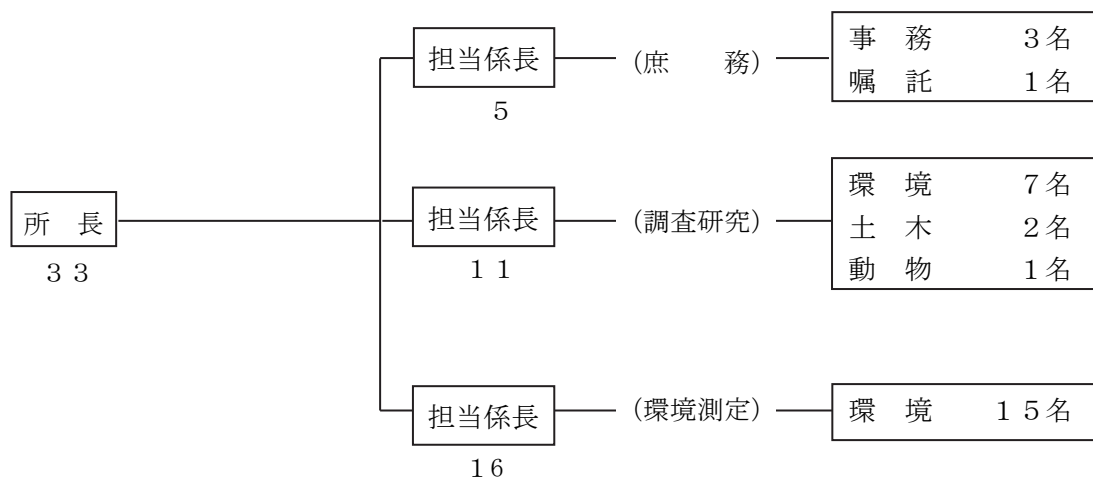 所 長
３３
担当係長
５
(庶 務)
事 務 ３名
嘱 託 １名
担当係長
１１
(調査研究)
環 境 ７名
土 木 ２名
動 物 １名
担当係長
１６
(環境測定)
環 境 １５名